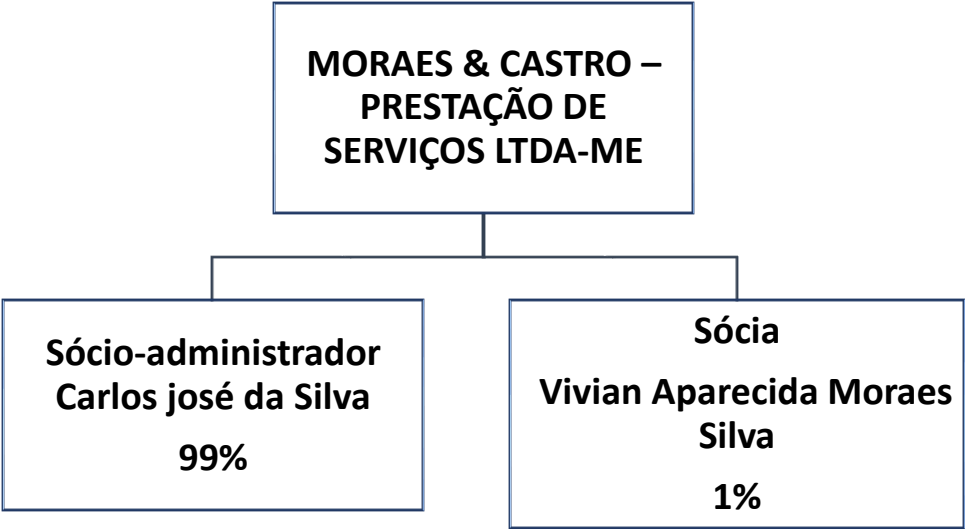 MORAES & CASTRO –
PRESTAÇÃO DE
SERVIÇOS LTDA-ME
Sócio-administrador
Carlos josé da Silva
99%
Sócia
Vivian Aparecida Moraes
Silva
1%